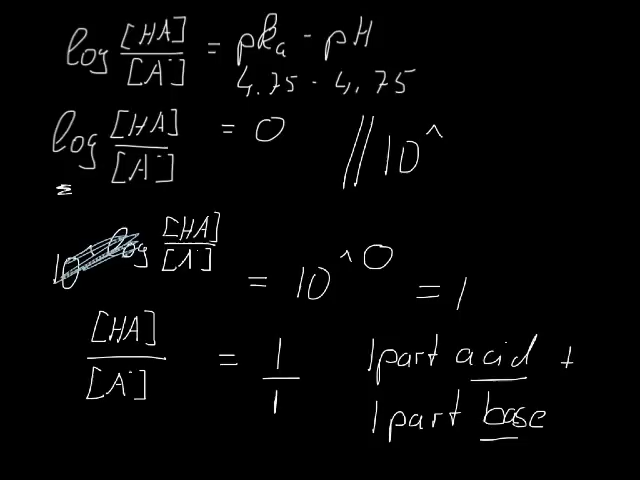 log [HA]/[A⁻] = pka - pH
4.75 - 4.75
log [HA]/[A⁻] = 0 // 10^
10^log [HA]/[A⁻] = 10^0 = 1
[HA]/[A⁻] = 1/1 1 part acid +
1 part base